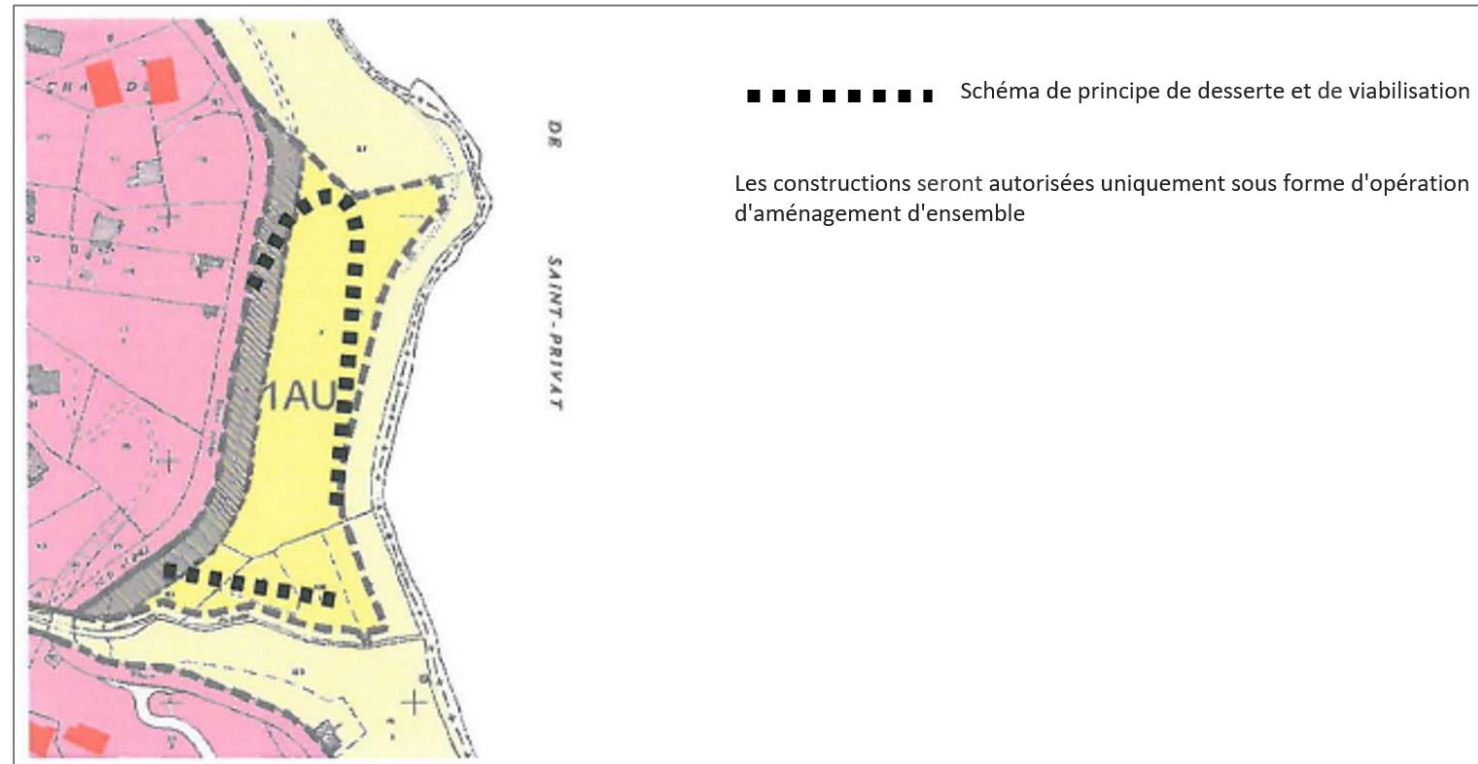 Schéma de principe de desserte et de viabilisation
Les constructions seront autorisées uniquement sous forme d'opération
d'aménagement d'ensemble
DE
SAINT-PRIVAT
1AU